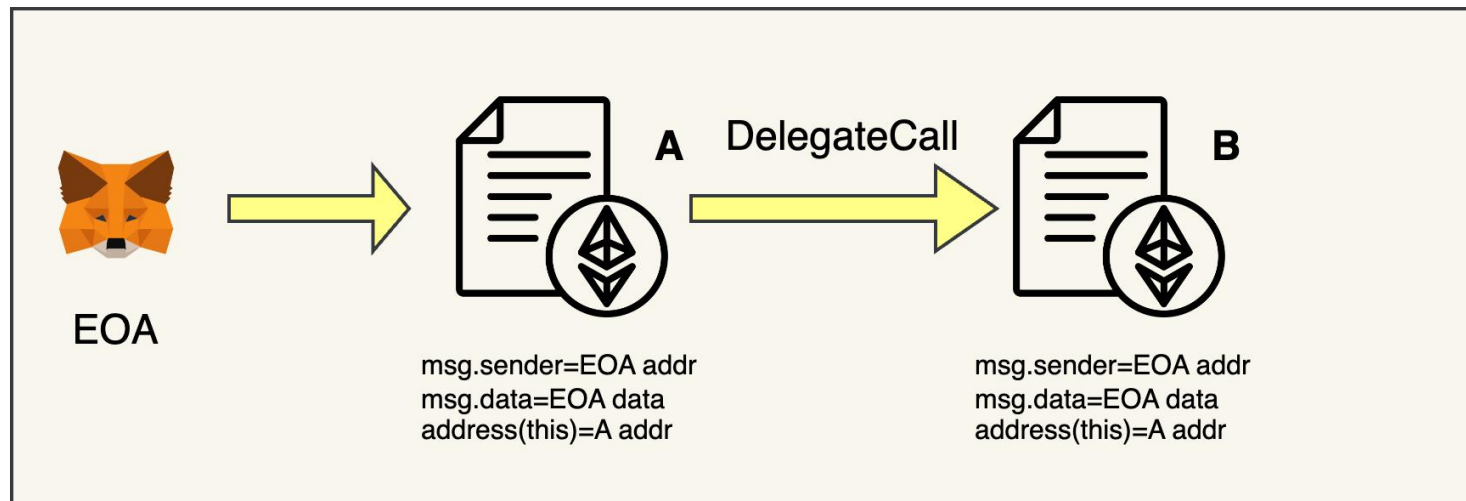 EOA
A
DelegateCall
B
msg.sender=EOA addr
msg.data=EOA data
address(this)=A addr
msg.sender=EOA addr
msg.data=EOA data
address(this)=A addr